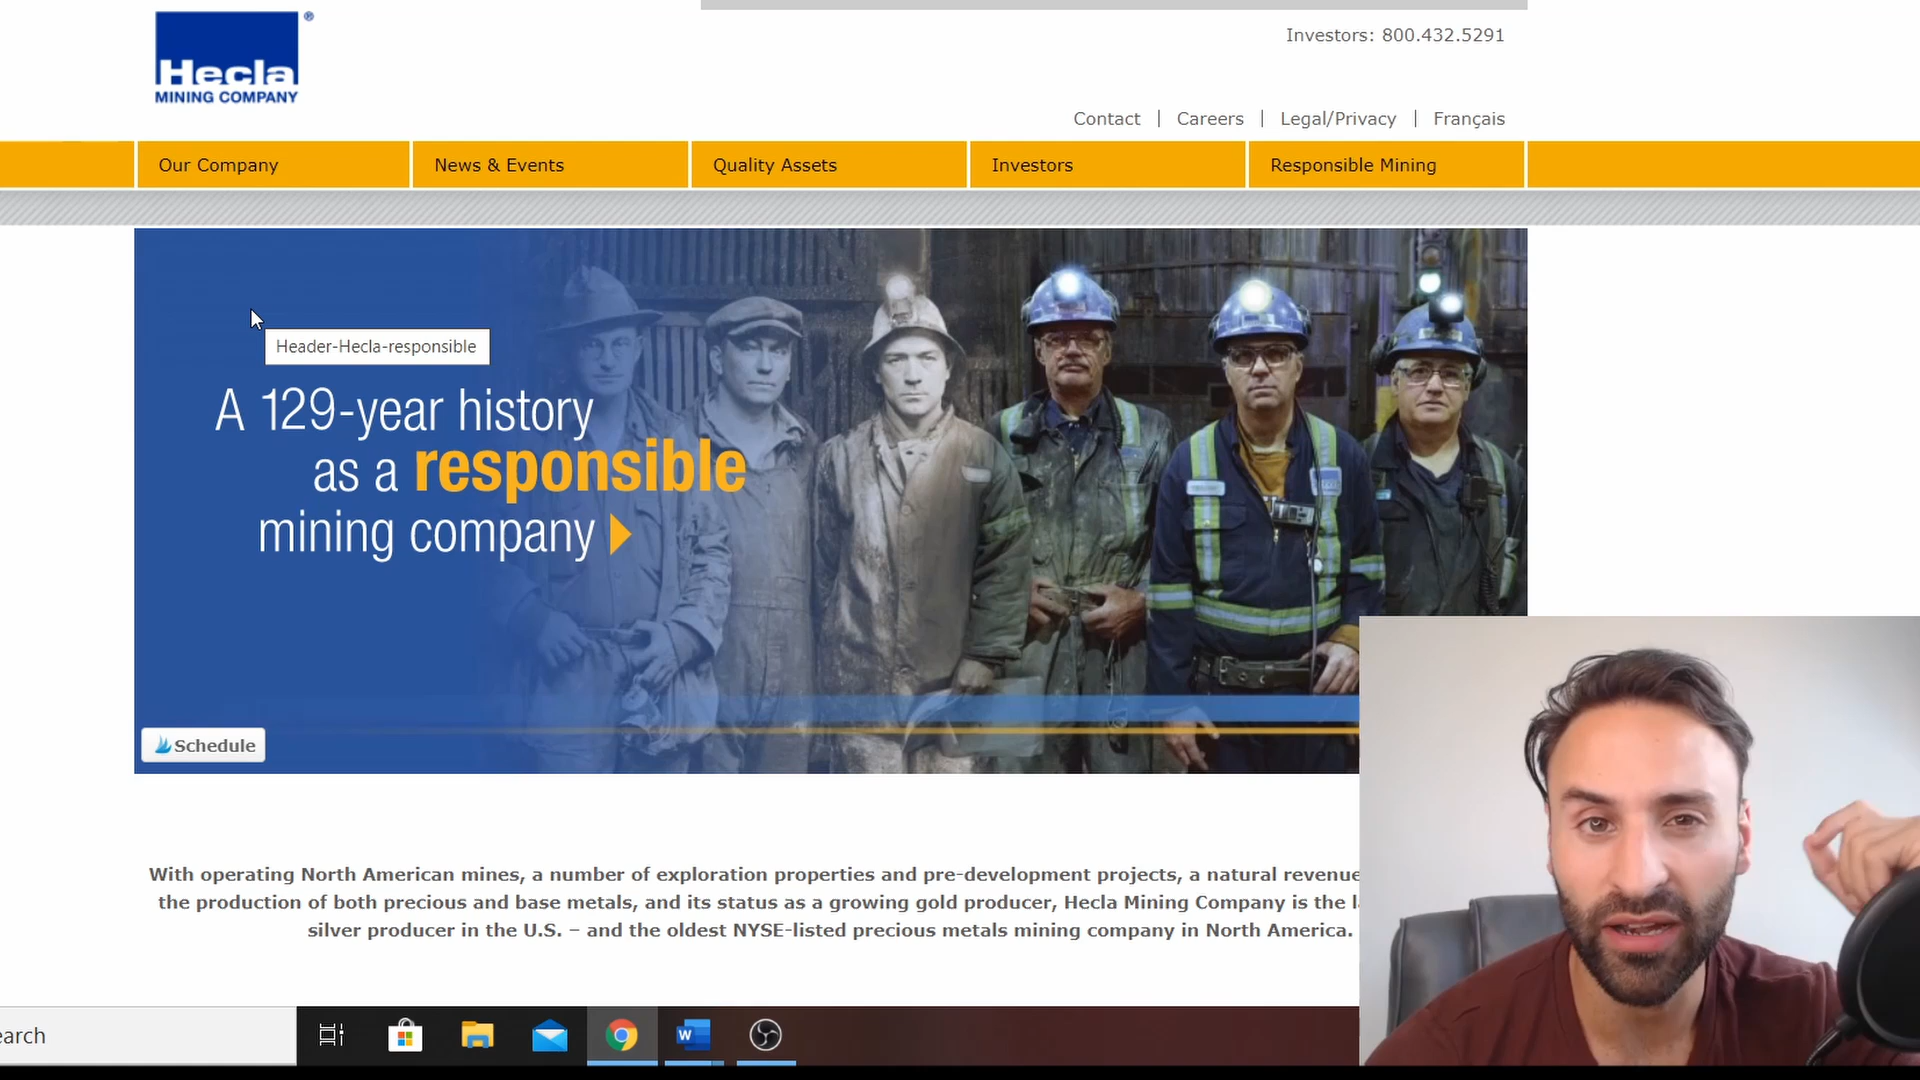 Hecla
MINING COMPANY
®
Investors: 800.432.5291
Contact | Careers | Legal/Privacy | Français
Our Company
News & Events
Quality Assets
Investors
Responsible Mining
Header-Hecla-responsible
A 129-year history
as a responsible
mining company
Schedule
With operating North American mines, a number of exploration properties and pre-development projects, a natural revenue
the production of both precious and base metals, and its status as a growing gold producer, Hecla Mining Company is the
silver producer in the U.S. – and the oldest NYSE-listed precious metals mining company in North America.
earch
W